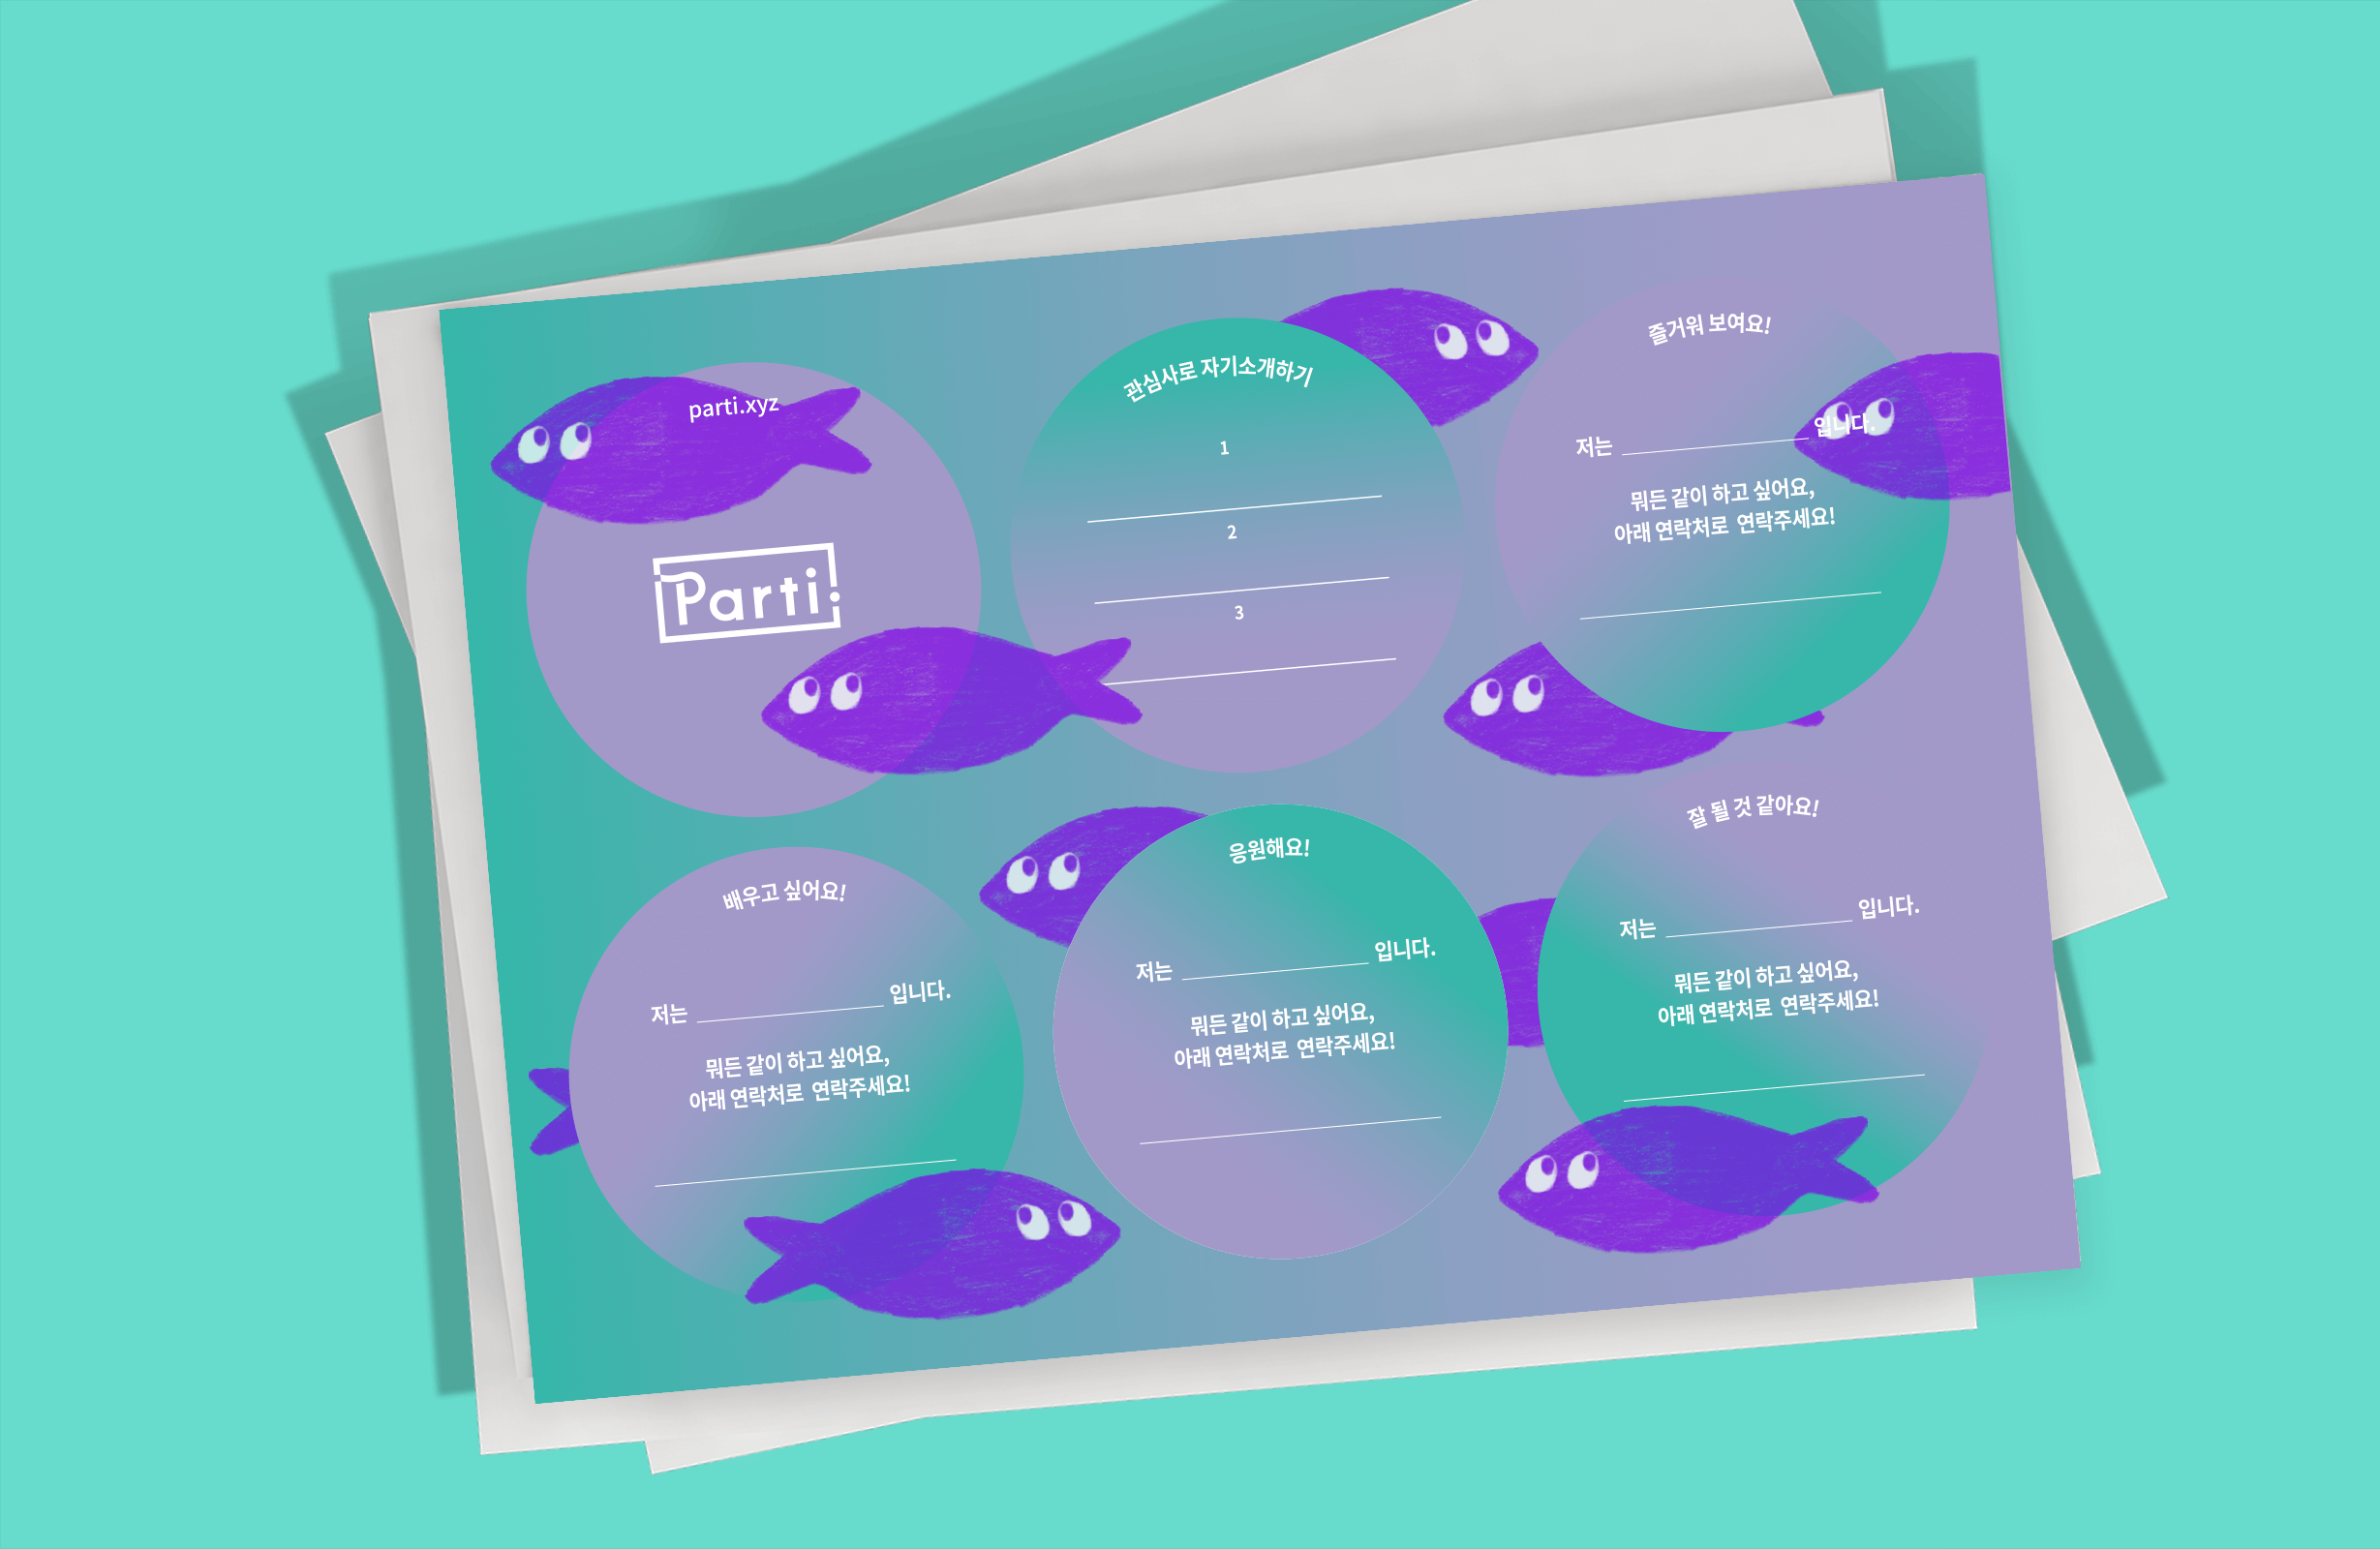 parti.xyz
Parti!
관심사로 자기소개하기
1
2
3
즐거워 보여요!
저는 입니다.
뭐든 같이 하고 싶어요,
아래 연락처로 연락주세요!
배우고 싶어요!
저는 입니다.
뭐든 같이 하고 싶어요,
아래 연락처로 연락주세요!
응원해요!
저는 입니다.
뭐든 같이 하고 싶어요,
아래 연락처로 연락주세요!
잘 될 것 같아요!
저는 입니다.
뭐든 같이 하고 싶어요,
아래 연락처로 연락주세요!